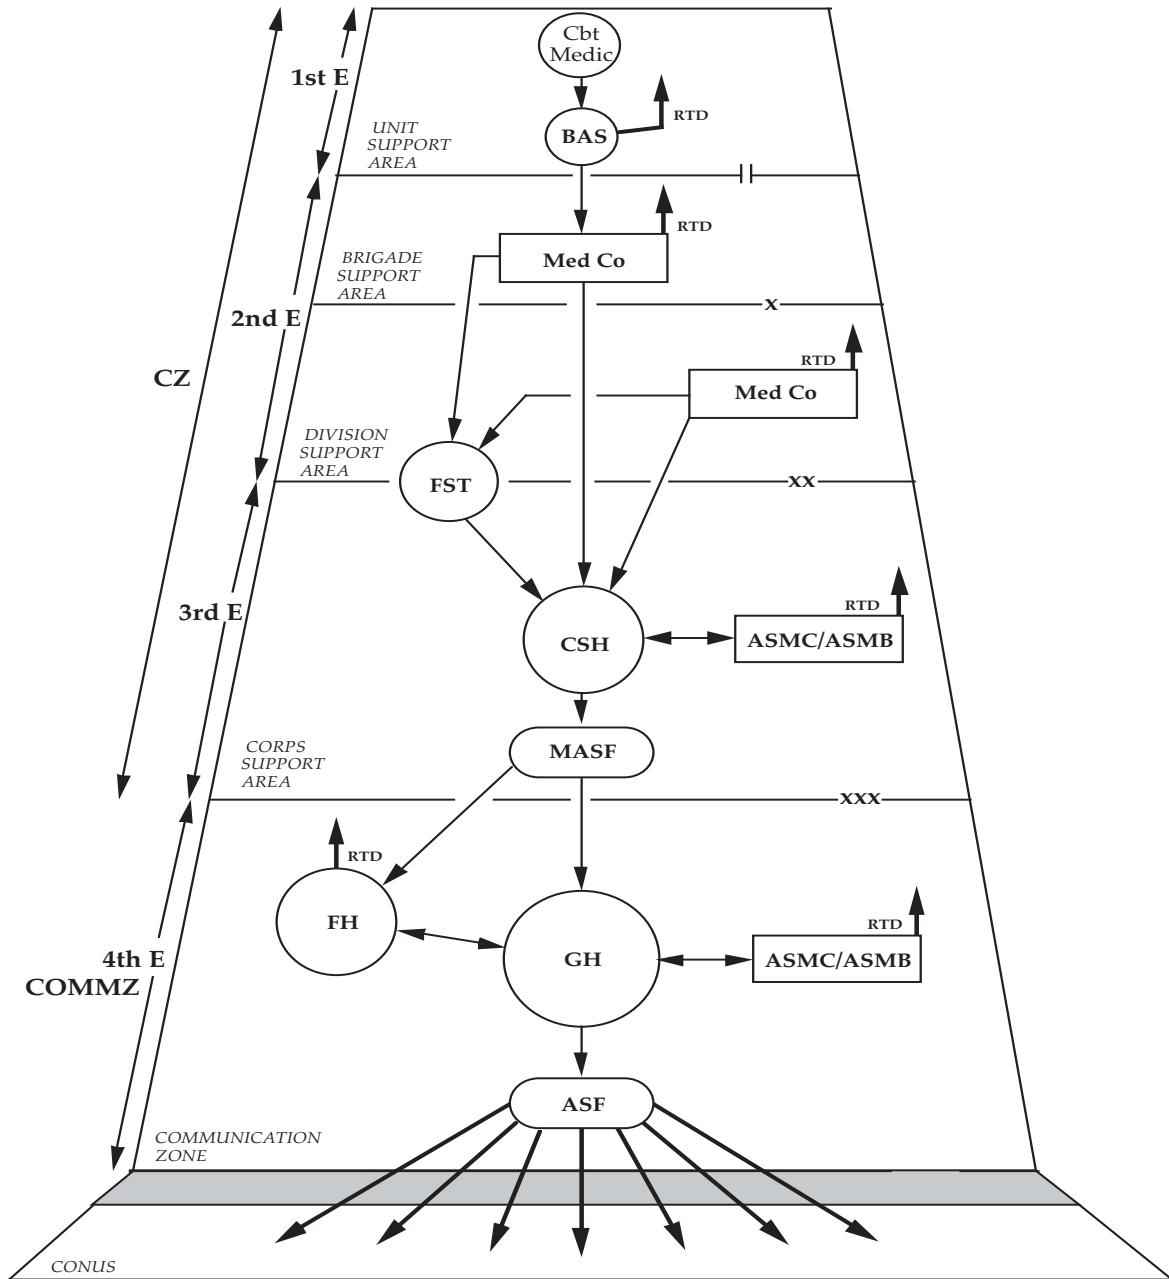 Cbt
Medic
1st E
BAS
RTD
UNIT
SUPPORT
AREA
Med Co
RTD
BRIGADE
SUPPORT
AREA
X
2nd E
CZ
RTD
Med Co
DIVISION
SUPPORT
AREA
FST
XX
3rd E
CSH
RTD
ASMC/ASMB
MASF
CORPS
SUPPORT
AREA
XXX
RTD
FH
GH
RTD
ASMC/ASMB
4th E
COMMZ
ASF
COMMUNICATION
ZONE
CONUS